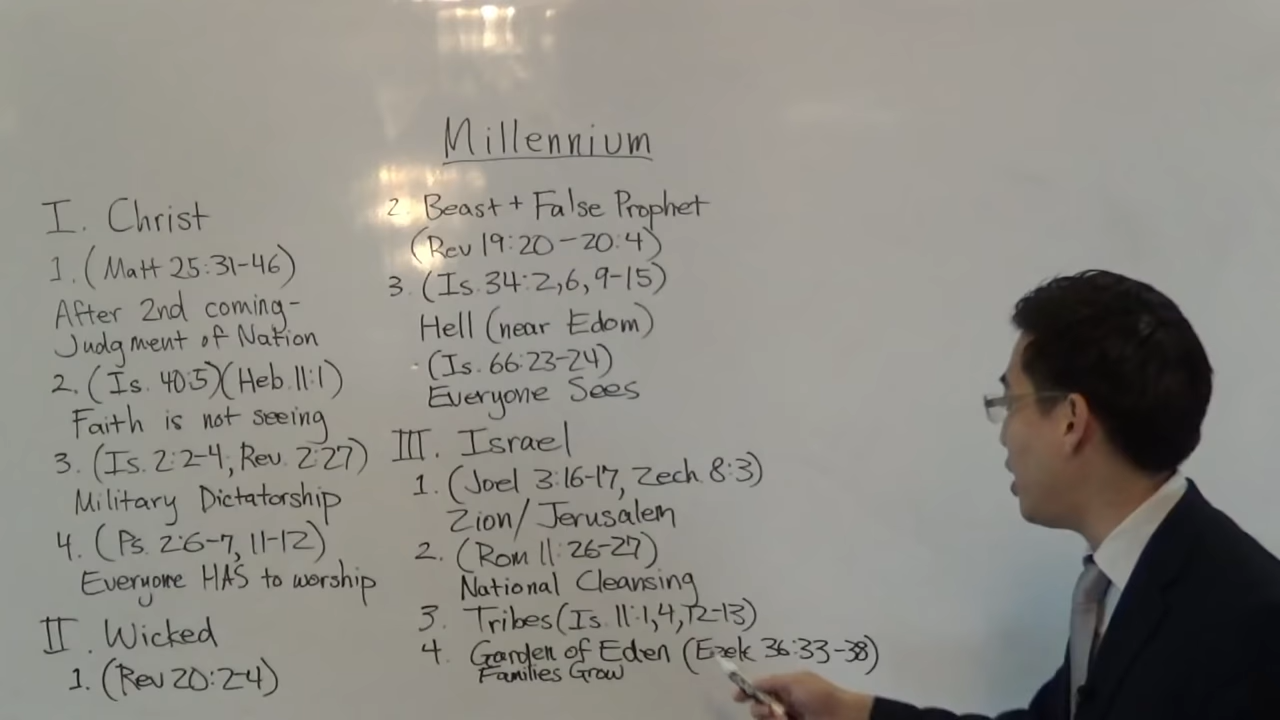 Millennium
I. Christ
1. (Matt 25:31-46)
After 2nd coming-
Judgment of Nation
2. (Is. 40:5)(Heb. 11:1)
Faith is not seeing
3. (Is. 2:2-4, Rev. 2:27)
Military Dictatorship
4. (Ps. 2:6-7, 11-12)
Everyone HAS to worship
II. Wicked
1. (Rev 20:2-4)
2. Beast + False Prophet
(Rev 19:20-20:4)
3. (Is. 34:2,6,9-15)
Hell (near Edom)
(Is. 66:23-24)
Everyone Sees
III. Israel
1. (Joel 3:16-17, Zech. 8:3)
Zion/Jerusalem
2. (Rom 11:26-27)
National Cleansing
3. Tribes (Is. 11:1,4,12-13)
4. Garden of Eden (Ezek 36:33-38)
Families Grow